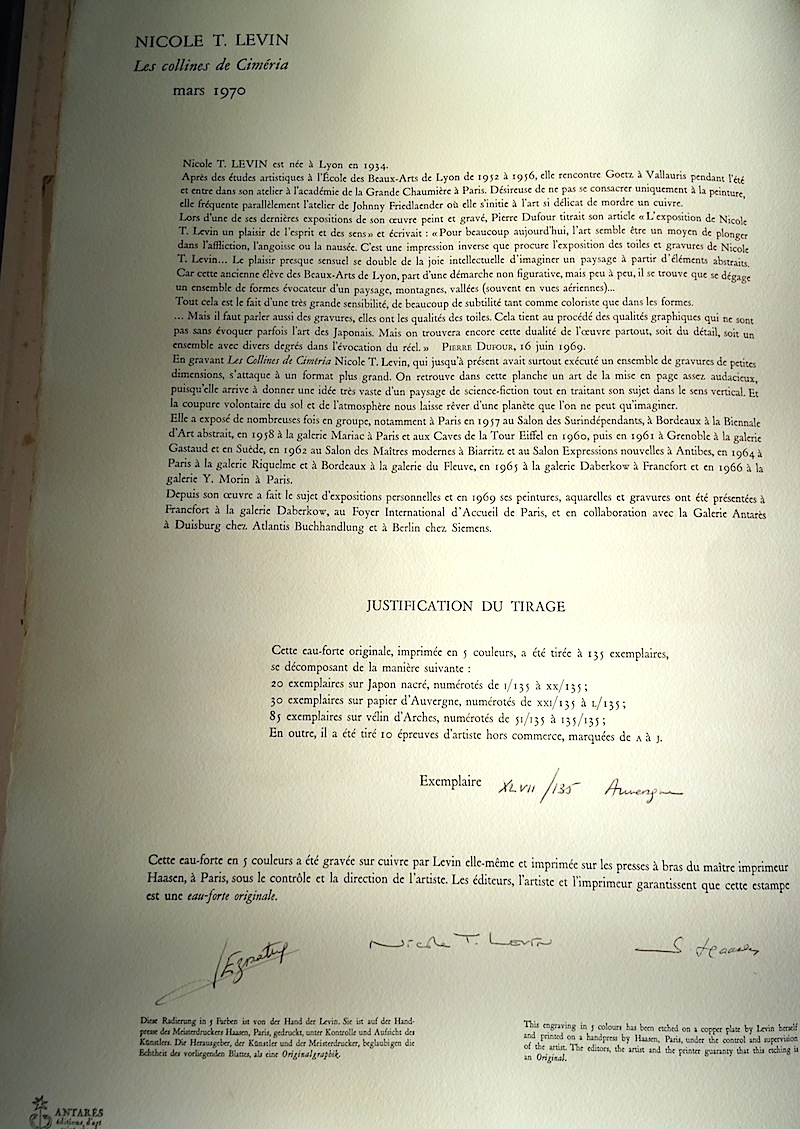 NICOLE T. LEVIN
Les collines de Ciméria
mars 1970
Nicole T. LEVIN est née à Lyon en 1934.
Après des études artistiques à l'École des Beaux-Arts de Lyon de 1952 à 1956, elle rencontre Goetz à Vallauris pendant l'été
et entre dans son atelier à l'académie de la Grande Chaumière à Paris. Désireuse de ne pas se consacrer uniquement à la peinture,
elle fréquente parallèlement l'atelier de Johnny Friedlaender où elle s'initie à l'art si délicat de mordre un cuivre.
Lors d'une de ses dernières expositions de son œuvre peint et gravé, Pierre Dufour titrait son article « L'exposition de Nicole
T. Levin un plaisir de l'esprit et des sens » et écrivait : « Pour beaucoup aujourd'hui, l'art semble être un moyen de plonger
dans l'affliction, l'angoisse ou la nausée. C'est une impression inverse que procure l'exposition des toiles et gravures de Nicole
T. Levin... Le plaisir presque sensuel se double de la joie intellectuelle d'imaginer un paysage à partir d'éléments abstraits.
Car cette ancienne élève des Beaux-Arts de Lyon, part d'une démarche non figurative, mais peu à peu, il se trouve que se dégage
un ensemble de formes évocateur d'un paysage, montagnes, vallées (souvent en vues aériennes)...
Tout cela est le fait d'une très grande sensibilité, de beaucoup de subtilité tant comme coloriste que dans les formes.
... Mais il faut parler aussi des gravures, elles ont les qualités des toiles. Cela tient au procédé des qualités graphiques qui ne sont
pas sans évoquer parfois l'art des Japonais. Mais on trouvera encore cette dualité de l'œuvre partout, soit du détail, soit un
ensemble avec divers degrés dans l'évocation du réel. » PIERRE DUFOUR, 16 juin 1969.
En gravant Les Collines de Ciméria Nicole T. Levin, qui jusqu'à présent avait surtout exécuté un ensemble de gravures de petites
dimensions, s'attaque à un format plus grand. On retrouve dans cette planche un art de la mise en page assez audacieux,
puisqu'elle arrive à donner une idée très vaste d'un paysage de science-fiction tout en traitant son sujet dans le sens vertical. Et
la coupure volontaire du sol et de l'atmosphère nous laisse rêver d'une planète que l'on ne peut qu'imaginer.
Elle a exposé de nombreuses fois en groupe, notamment à Paris en 1957 au Salon des Surindépendants, à Bordeaux à la Biennale
d'Art abstrait, en 1958 à la galerie Mariac à Paris et aux Caves de la Tour Eiffel en 1960, puis en 1961 à Grenoble à la galerie
Gastaud et en Suède, en 1962 au Salon des Maîtres modernes à Biarritz et au Salon Expressions nouvelles à Antibes, en 1964 à
Paris à la galerie Riquelme et à Bordeaux à la galerie du Fleuve, en 1965 à la galerie Daberkow à Francfort et en 1966 à la
galerie Y. Morin à Paris.
Depuis son œuvre a fait le sujet d'expositions personnelles et en 1969 ses peintures, aquarelles et gravures ont été présentées à
Francfort à la galerie Daberkow, au Foyer International d'Accueil de Paris, et en collaboration avec la Galerie Antarès
à Duisburg chez Atlantis Buchhandlung et à Berlin chez Siemens.
JUSTIFICATION DU TIRAGE
Cette eau-forte originale, imprimée en 5 couleurs, a été tirée à 135 exemplaires,
se décomposant de la manière suivante :
20 exemplaires sur Japon nacré, numérotés de I/135 à XX/135 ;
30 exemplaires sur papier d'Auvergne, numérotés de XXI/135 à L/135 ;
85 exemplaires sur vélin d'Arches, numérotés de 51/135 à 135/135 ;
En outre, il a été tiré 10 épreuves d'artiste hors commerce, marquées de A à J.
Exemplaire XLVII/135 Auvergne
Cette eau-forte en 5 couleurs a été gravée sur cuivre par Levin elle-même et imprimée sur les presses à bras du maître imprimeur
Haasen, à Paris, sous le contrôle et la direction de l'artiste. Les éditeurs, l'artiste et l'imprimeur garantissent que cette estampe
est une eau-forte originale.
Nicole T. Levin
S. Haasen
Diese Radierung in 5 Farben ist von der Hand der Levin. Sie ist auf der Hand-
presse des Meisterdruckers Haasen, Paris, gedruckt, unter Kontrolle und Aufsicht des
Künstlers. Die Herausgeber, der Künstler und der Meisterdrucker, beglaubigen die
Echtheit des vorliegenden Blattes, als eine Originalgraphik.
This engraving in 5 colours has been etched on a copper plate by Levin herself
and printed on a handpress by Haasen, Paris, under the control and supervision
of the artist. The editors, the artist and the printer guaranty that this etching is
an Original.
ANTARÈS
éditions d'art